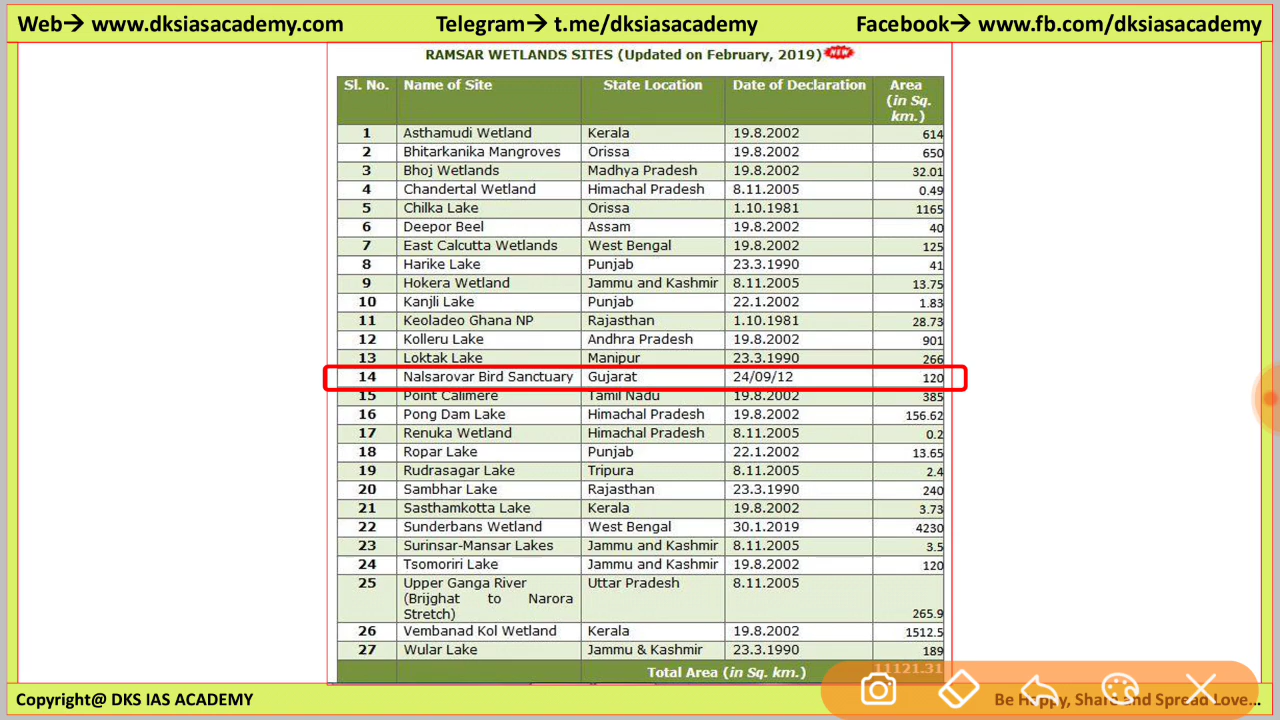 Web→ www.dksiasacademy.com Telegram→ t.me/dksiasacademy Facebook→ www.fb.com/dksiasacademy
RAMSAR WETLANDS SITES (Updated on February, 2019) NEW
Sl. No. Name of Site State Location Date of Declaration Area (in Sq. km.)
1 Asthamudi Wetland Kerala 19.8.2002 614
2 Bhitarkanika Mangroves Orissa 19.8.2002 650
3 Bhoj Wetlands Madhya Pradesh 19.8.2002 32.01
4 Chandertal Wetland Himachal Pradesh 8.11.2005 0.49
5 Chilka Lake Orissa 1.10.1981 1165
6 Deepor Beel Assam 19.8.2002 40
7 East Calcutta Wetlands West Bengal 19.8.2002 125
8 Harike Lake Punjab 23.3.1990 41
9 Hokera Wetland Jammu and Kashmir 8.11.2005 13.75
10 Kanjli Lake Punjab 22.1.2002 1.83
11 Keoladeo Ghana NP Rajasthan 1.10.1981 28.73
12 Kolleru Lake Andhra Pradesh 19.8.2002 901
13 Loktak Lake Manipur 23.3.1990 266
14 Nalsarovar Bird Sanctuary Gujarat 24/09/12 120
15 Point Calimere Tamil Nadu 19.8.2002 385
16 Pong Dam Lake Himachal Pradesh 19.8.2002 156.62
17 Renuka Wetland Himachal Pradesh 8.11.2005 0.2
18 Ropar Lake Punjab 22.1.2002 13.65
19 Rudrasagar Lake Tripura 8.11.2005 2.4
20 Sambhar Lake Rajasthan 23.3.1990 240
21 Sasthamkotta Lake Kerala 19.8.2002 3.73
22 Sunderbans Wetland West Bengal 30.1.2019 4230
23 Surinsar-Mansar Lakes Jammu and Kashmir 8.11.2005 3.5
24 Tsomoriri Lake Jammu and Kashmir 19.8.2002 120
25 Upper Ganga River Uttar Pradesh 8.11.2005
(Brijghat to Narora
Stretch) 265.9
26 Vembanad Kol Wetland Kerala 19.8.2002 1512.5
27 Wular Lake Jammu & Kashmir 23.3.1990 189
Total Area (in Sq. km.) 11121.31
Copyright@ DKS IAS ACADEMY Be Happy, Share and Spread Love...